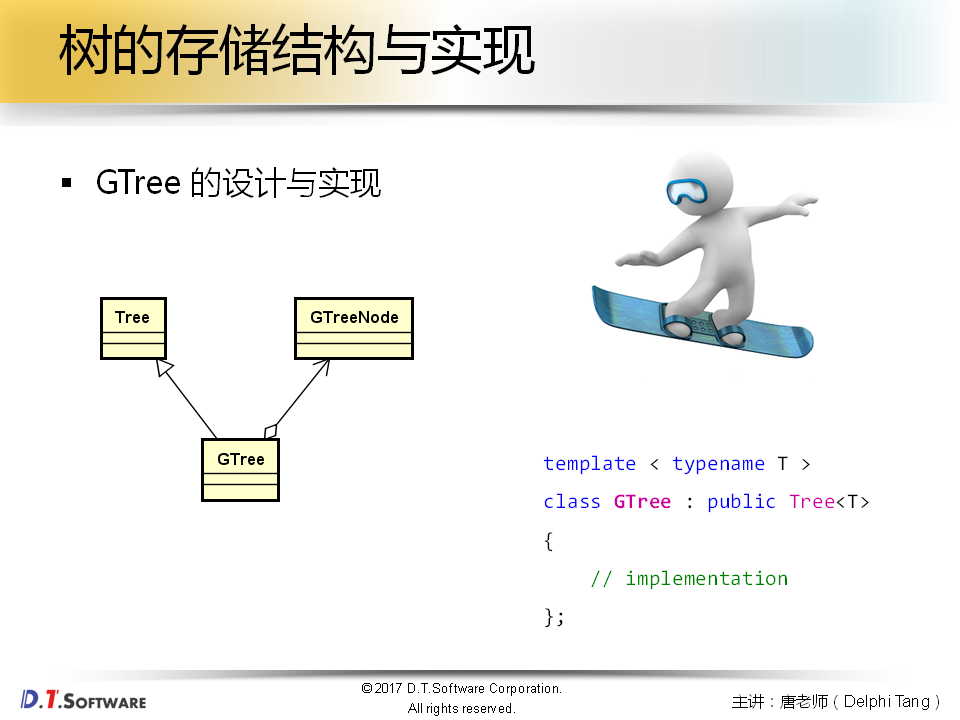 树的存储结构与实现
▪ GTree 的设计与实现
Tree
GTreeNode
GTree
template < typename T >
class GTree : public Tree<T>
{
// implementation
};
D.T.SOFTWARE
©2017 D.T.Software Corporation.
All rights reserved.
主讲：唐老师（Delphi Tang）